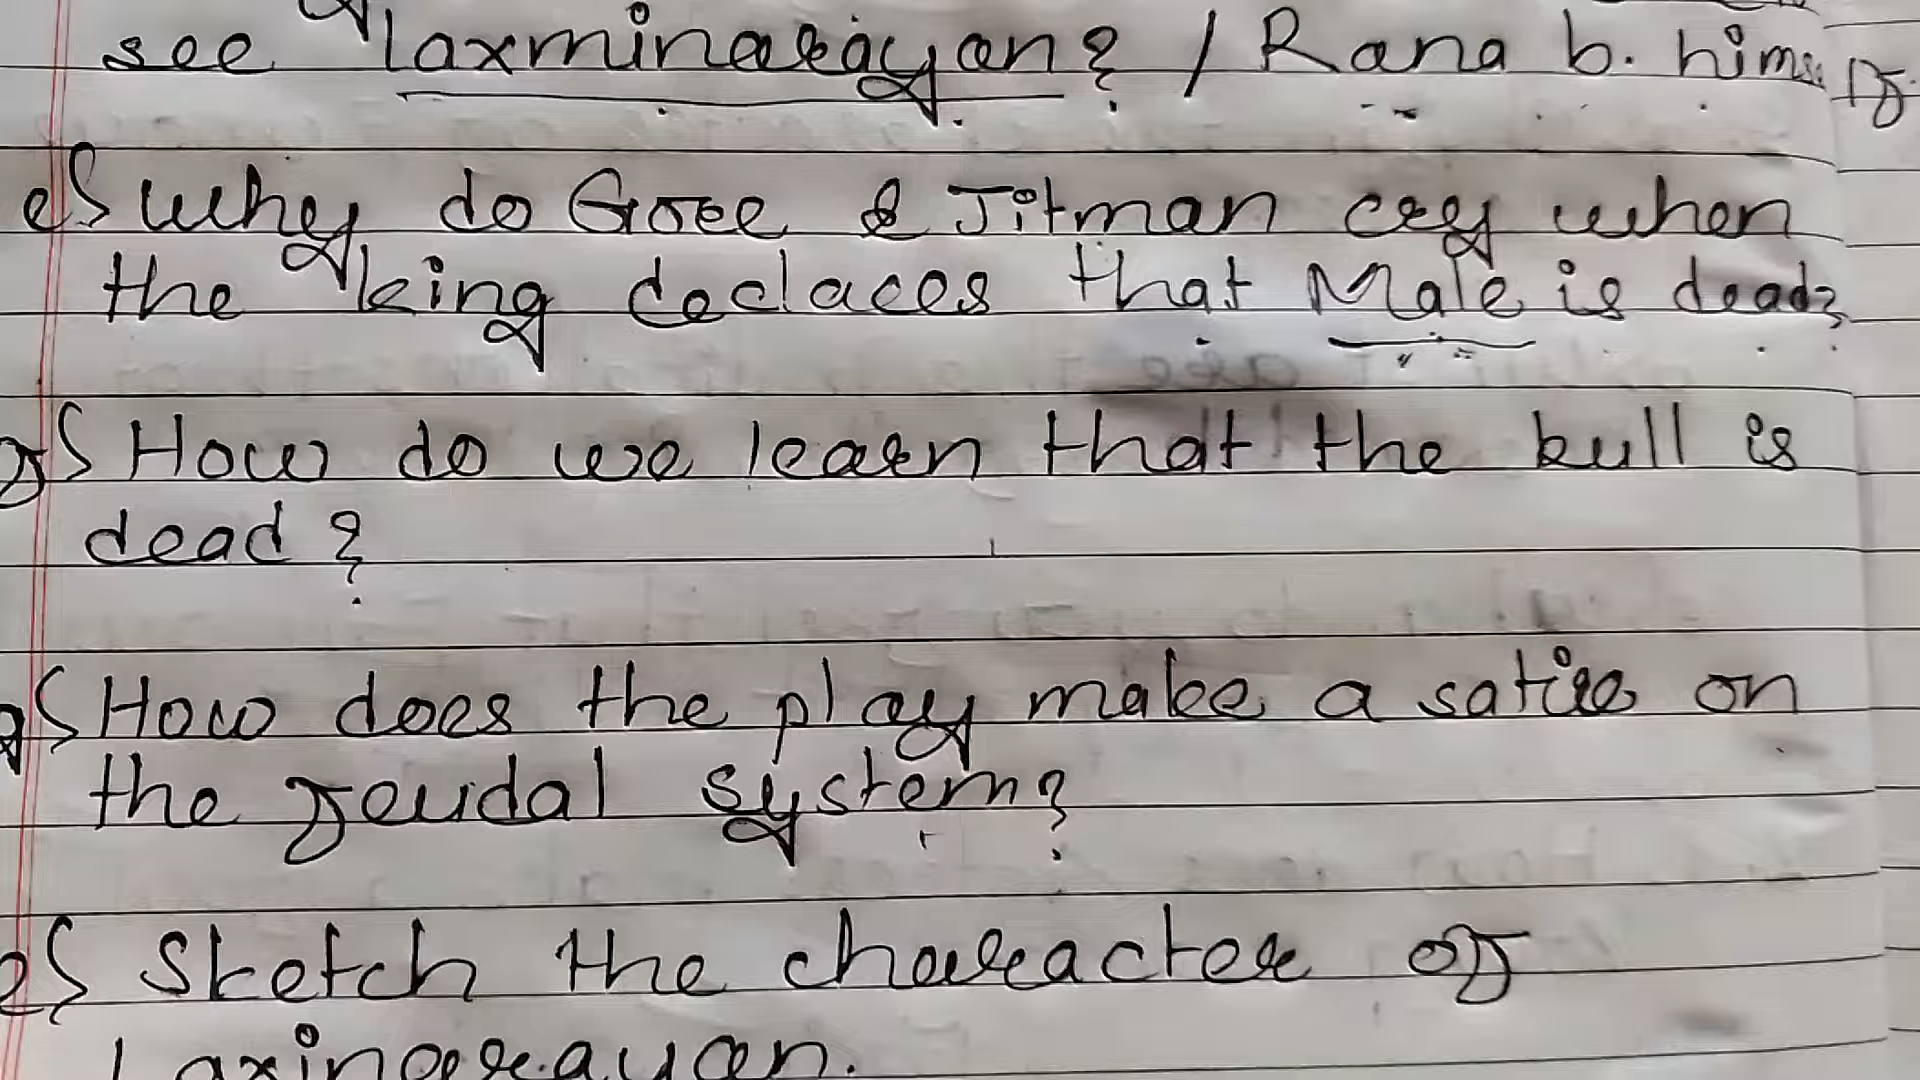 see laxminarayan? / Rana b. him
e) why do Gore & Jitman cry when
the king declares that Male is dead?
f) How do we learn that the bull is
dead?
g) How does the play make a satire on
the feudal system?
Sketch the character of
Laxinarayan.